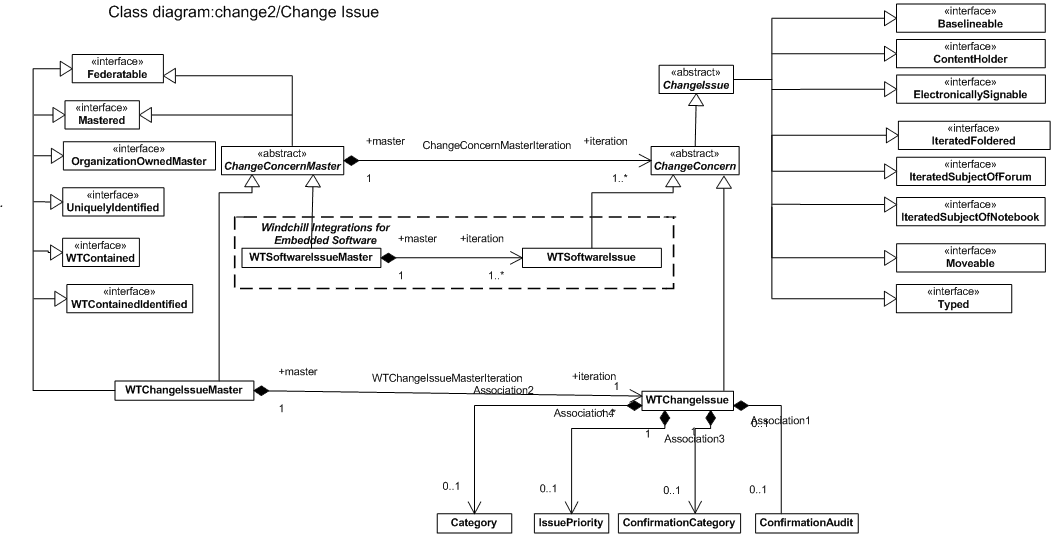 Class diagram:change2/Change Issue
«interface»
Federatable
«interface»
Mastered
«interface»
OrganizationOwnedMaster
«interface»
UniquelyIdentified
«interface»
WTContained
«interface»
WTContainedIdentified
«abstract»
ChangeConcernMaster
+master
1
ChangeConcernMasterIteration
+iteration
1..*
«abstract»
ChangeIssue
«abstract»
ChangeConcern
«interface»
Baselineable
«interface»
ContentHolder
«interface»
ElectronicallySignable
«interface»
IteratedFoldered
«interface»
IteratedSubjectOfForum
«interface»
IteratedSubjectOfNotebook
«interface»
Moveable
«interface»
Typed
Windchill Integrations for
Embedded Software
WTSoftwareIssueMaster
+master
1
+iteration
1..*
WTSoftwareIssue
WTChangeIssueMaster
+master
1
WTChangeIssueMasterIteration
Association2
+iteration
1
WTChangeIssue
Association4
1
Association3
1
Association1
0..1
0..1
0..1
0..1
0..1
Category
IssuePriority
ConfirmationCategory
ConfirmationAudit